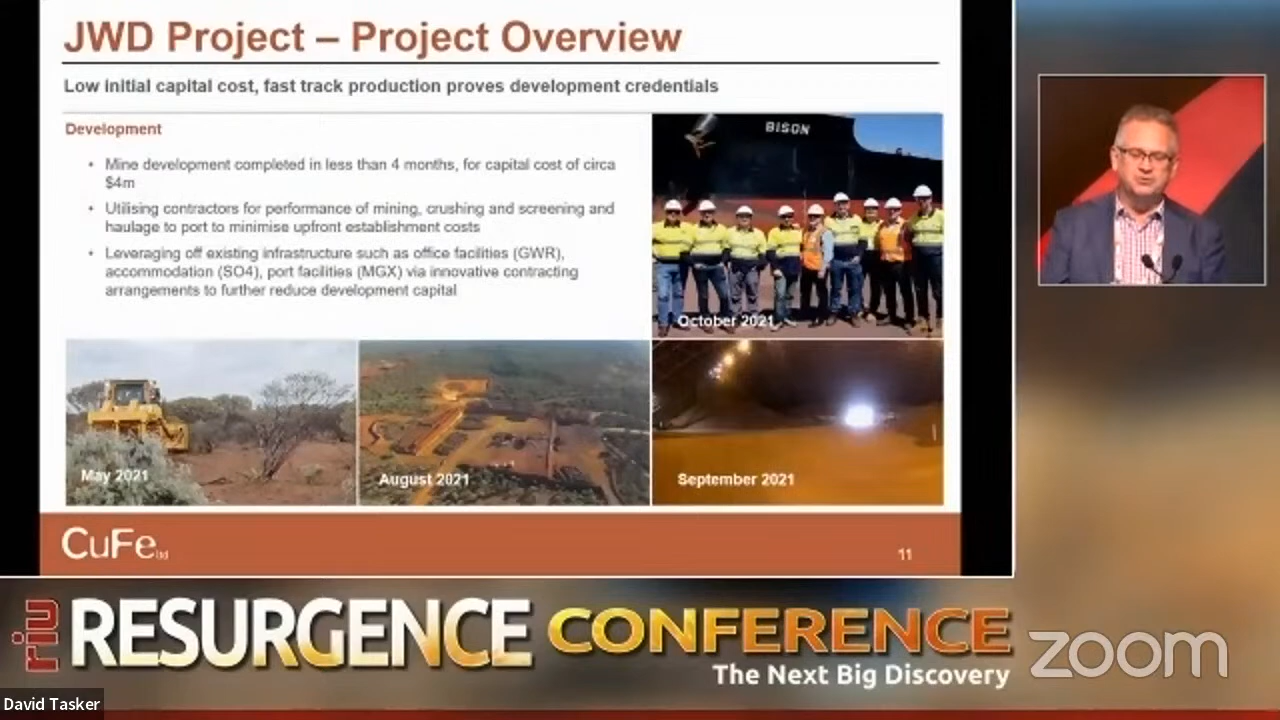 JWD Project – Project Overview
Low initial capital cost, fast track production proves development credentials
Development
• Mine development completed in less than 4 months, for capital cost of circa
$4m
• Utilising contractors for performance of mining, crushing and screening and
haulage to port to minimise upfront establishment costs
• Leveraging off existing infrastructure such as office facilities (GWR),
accommodation (SO4), port facilities (MGX) via innovative contracting
arrangements to further reduce development capital
BISON
October 2021
May 2021
August 2021
September 2021
CuFe ltd
11
riu RESURGENCE CONFERENCE
The Next Big Discovery
zoom
David Tasker